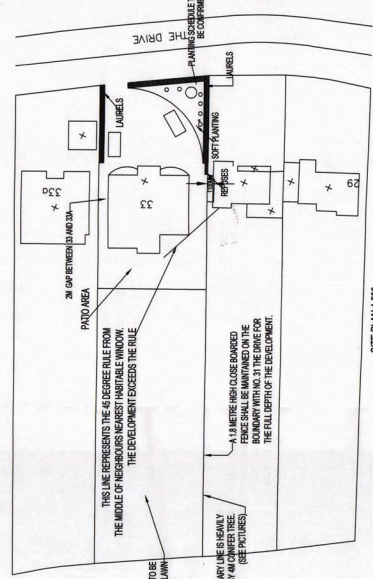 THE DRIVE
PLANTING SCHEDULE T
BE CONFIRME
LAURELS
LAURELS
SOFT PLANTING
33a
33
29
REFUSES
2M GAP BETWEEN 33 AND 33A
PATIO AREA
THIS LINE REPRESENTS THE 45 DEGREE RULE FROM
THE MIDDLE OF NEIGHBOURS NEAREST HABITABLE WINDOW.
THE DEVELOPMENT EXCEEDS THE RULE
A 1.8 METRE HIGH CLOSE BOARDED
FENCE SHALL BE MAINTAINED ON THE
BOUNDARY WITH NO. 31 THE DRIVE FOR
THE FULL DEPTH OF THE DEVELOPMENT.
TO BE
LAWN
ARY LINE IS HEAVILY
Y 4M CONIFER TREE.
(SEE PICTURES)